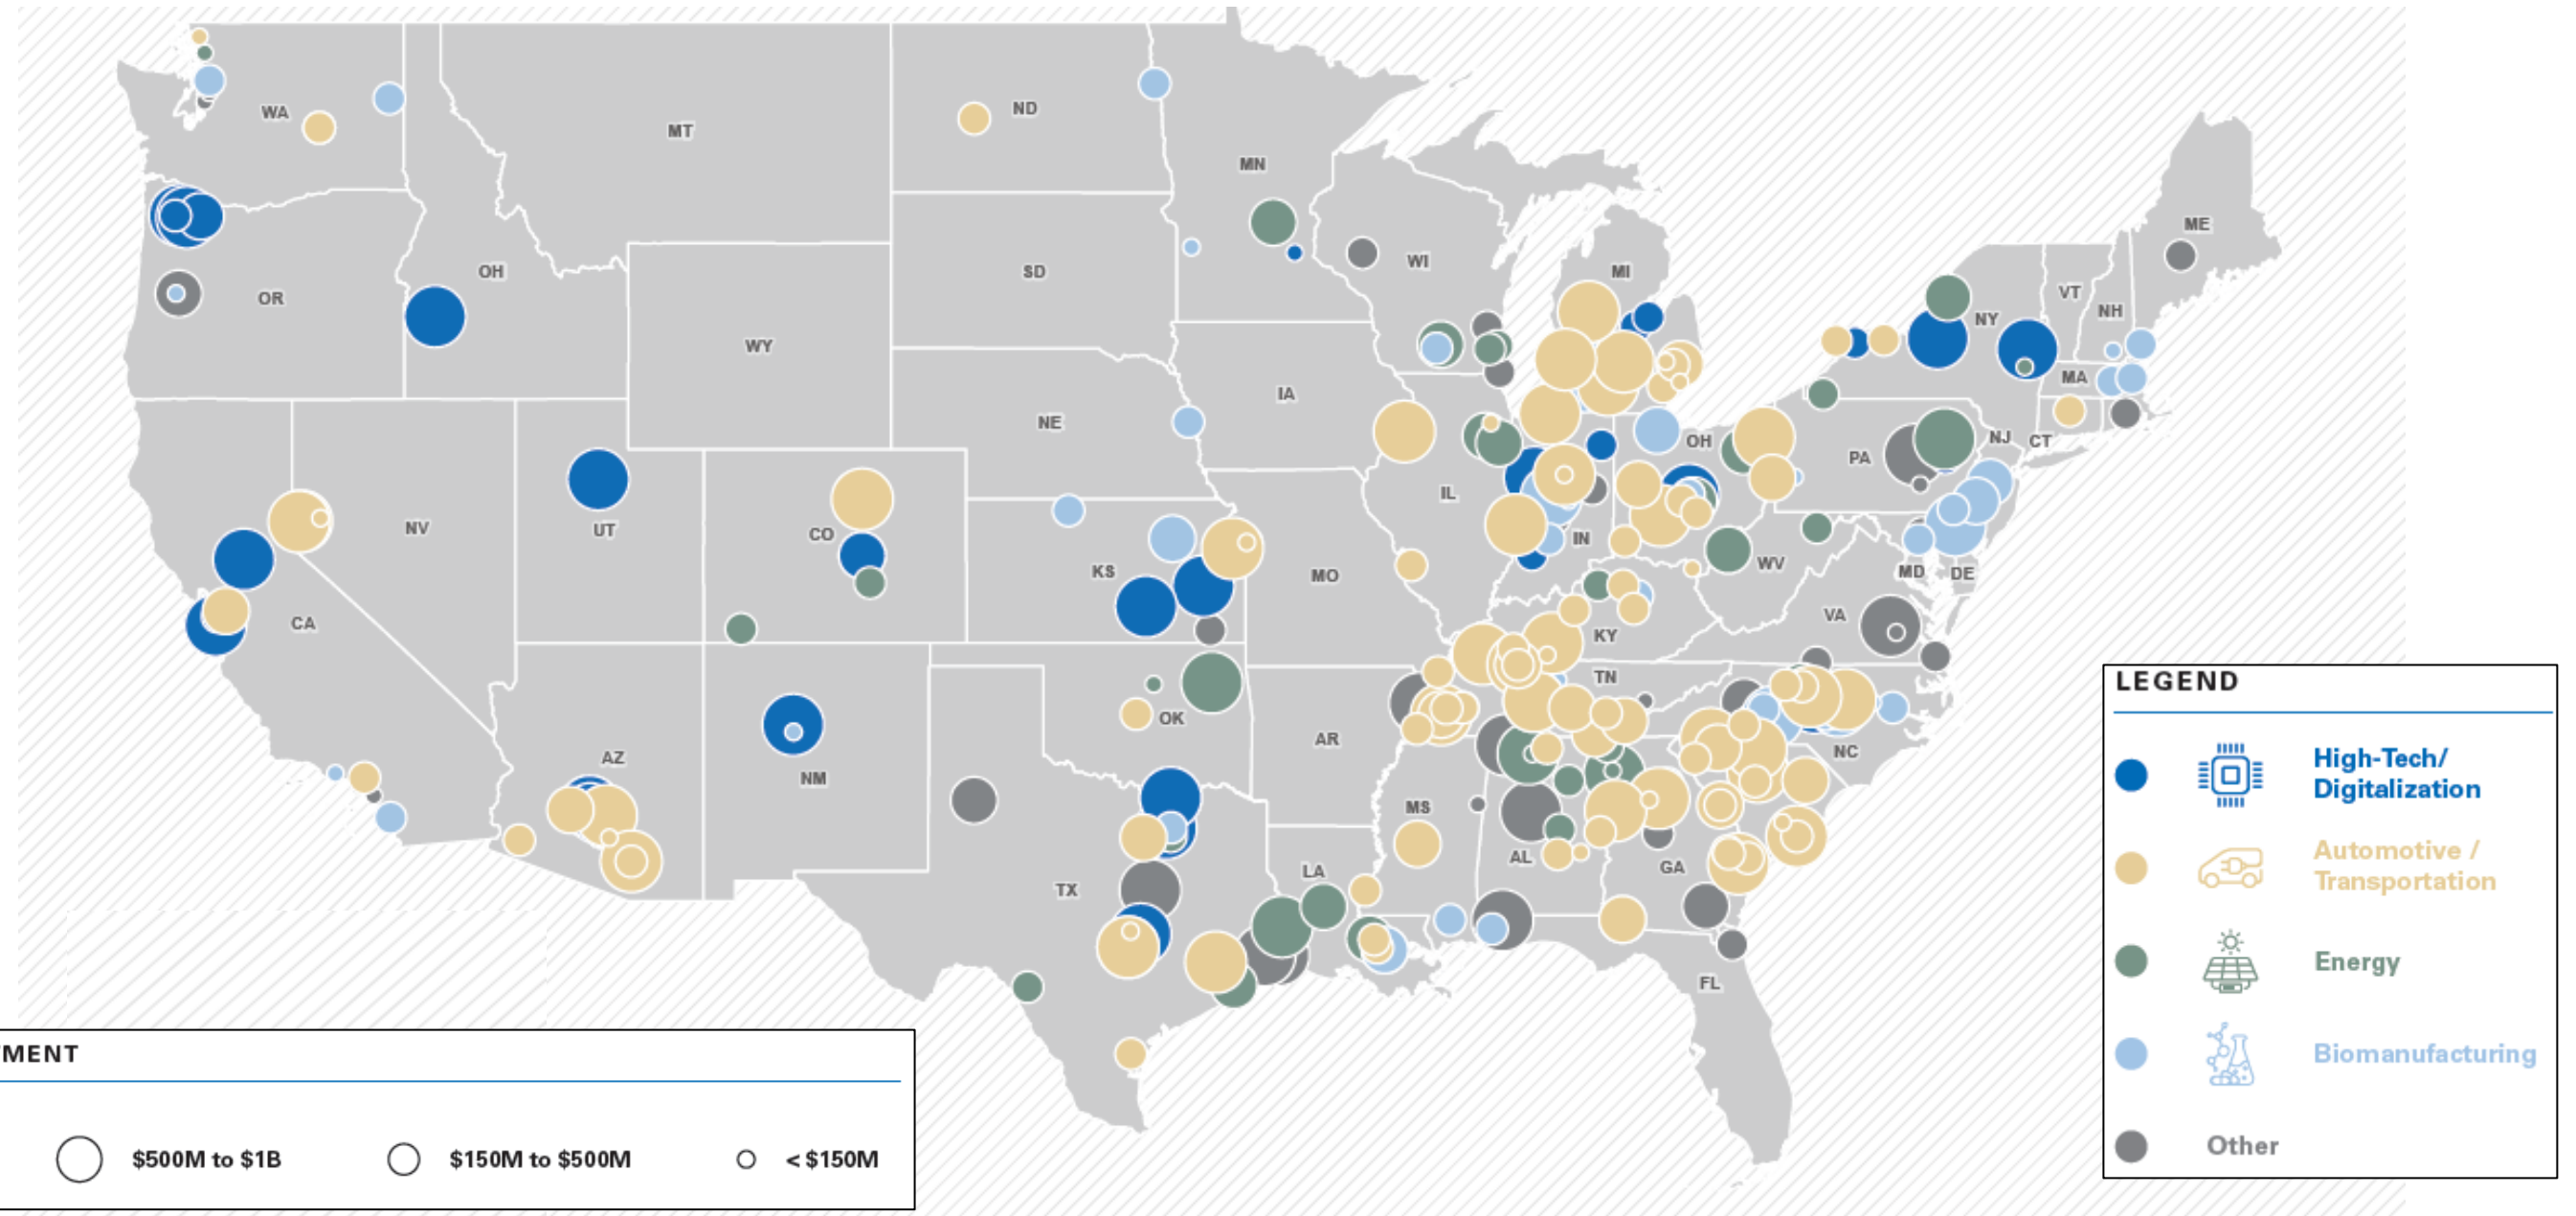 WA
MT
ND
MN
ME
OH
OR
SD
WI
MI
VT
NY
NH
WY
IA
MA
NE
OH
NJ
CT
PA
IL
NV
UT
CO
IN
KS
MO
WV
MD
DE
CA
VA
KY
TN
OK
AZ
AR
NC
NM
MS
AL
GA
LA
TX
FL
LEGEND
High-Tech/
Digitalization
Automotive /
Transportation
Energy
Biomanufacturing
Other
TMENT
$500M to $1B
$150M to $500M
< $150M